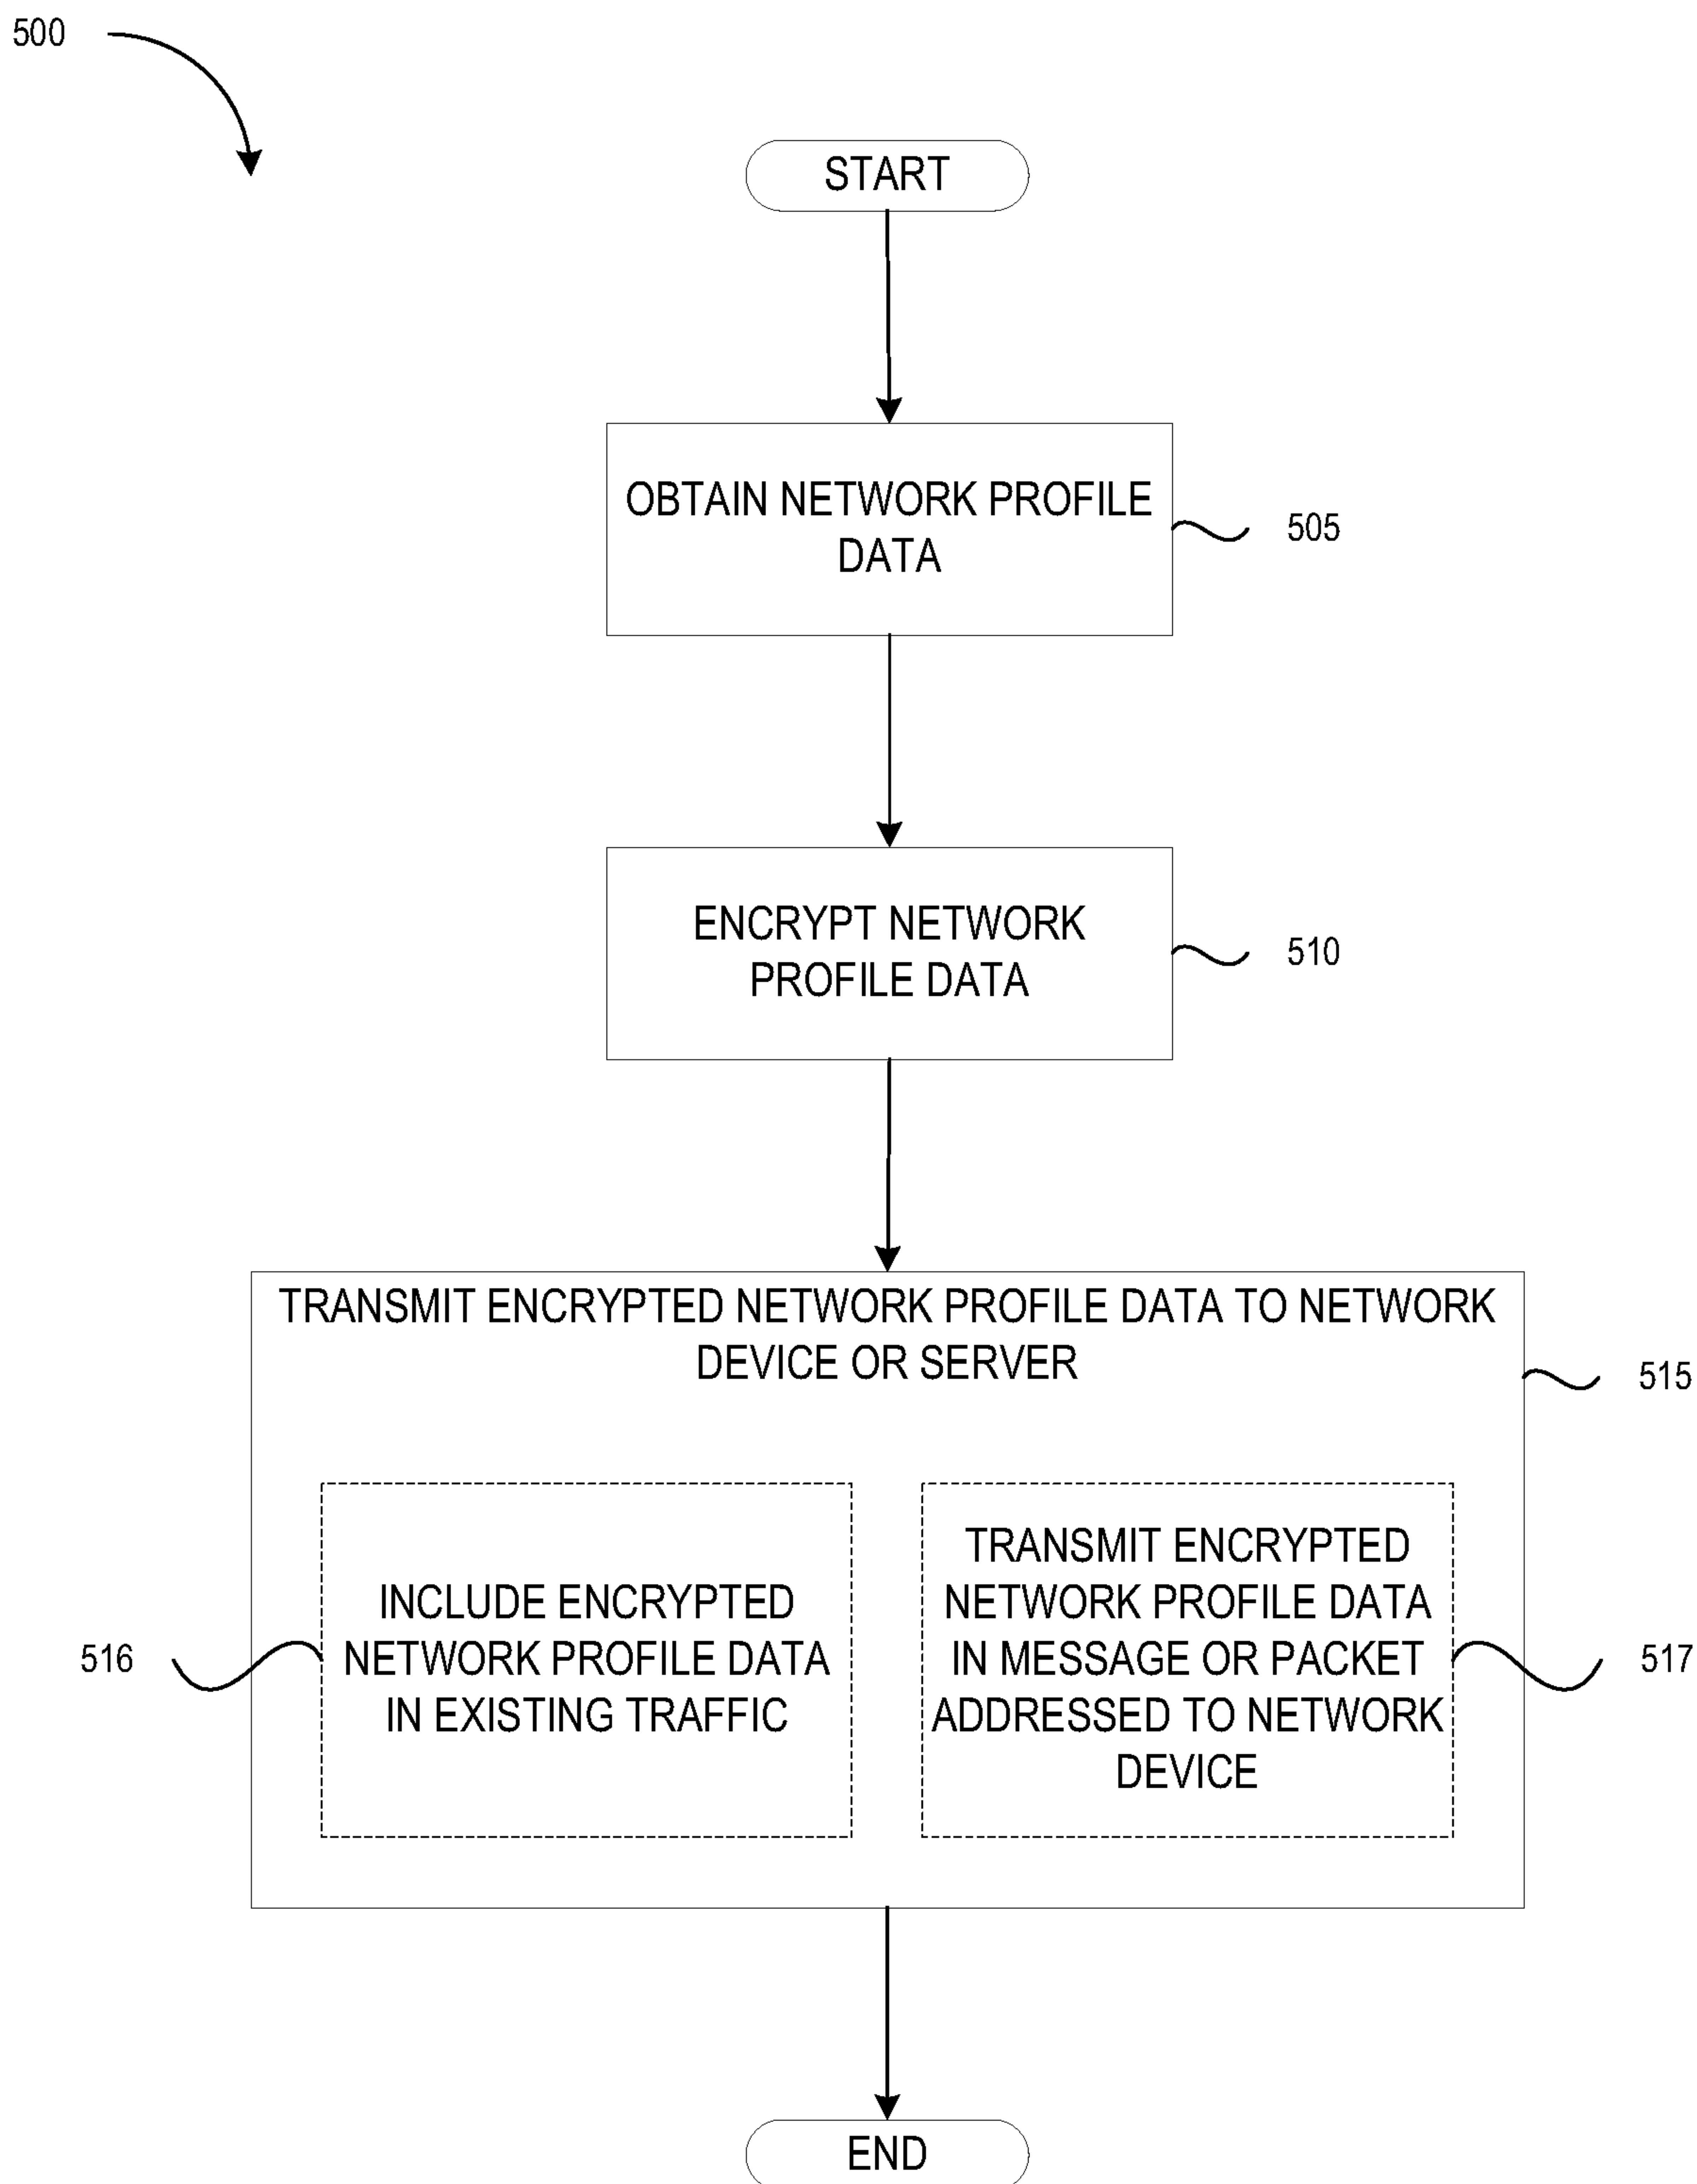 500
START
OBTAIN NETWORK PROFILE
DATA
505
ENCRYPT NETWORK
PROFILE DATA
510
TRANSMIT ENCRYPTED NETWORK PROFILE DATA TO NETWORK
DEVICE OR SERVER
515
516
INCLUDE ENCRYPTED
NETWORK PROFILE DATA
IN EXISTING TRAFFIC
TRANSMIT ENCRYPTED
NETWORK PROFILE DATA
IN MESSAGE OR PACKET
ADDRESSED TO NETWORK
DEVICE
517
END